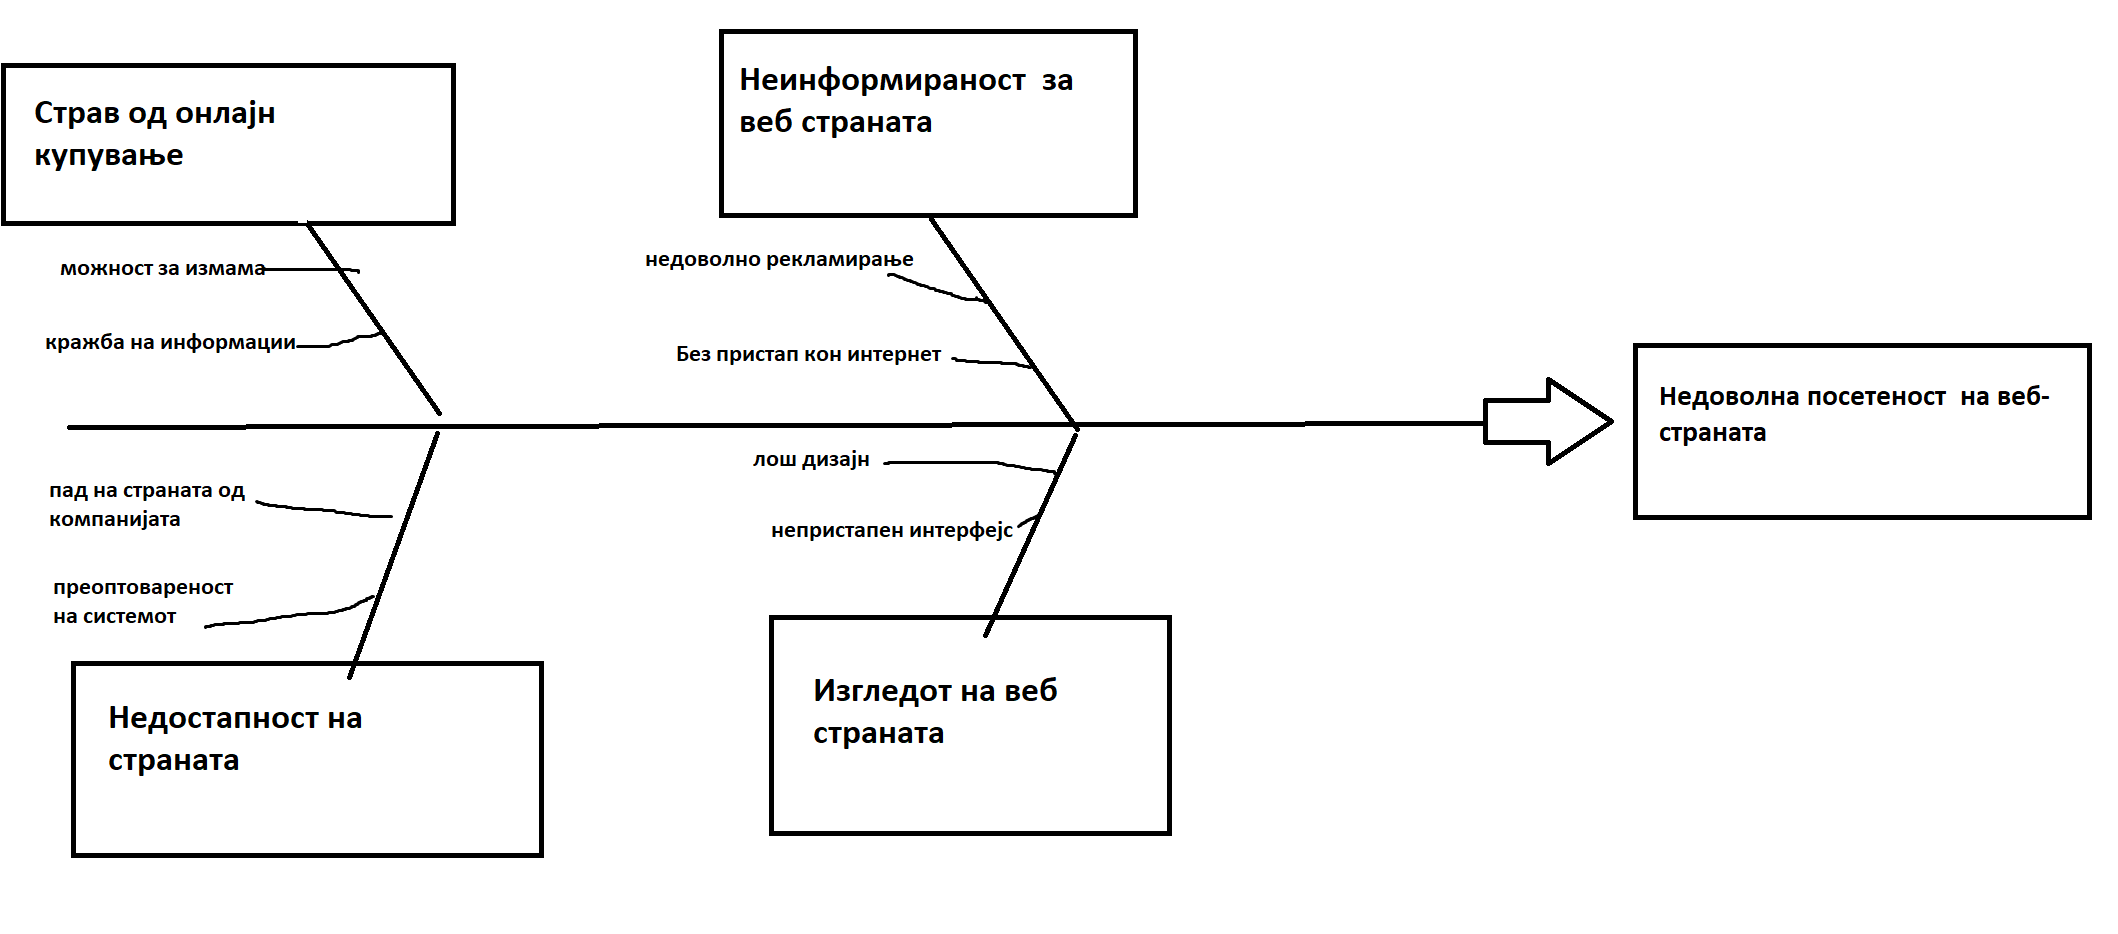 Страв од онлајн
купување
Неинформираност  за
веб страната
можност за измама
кражба на информации
недоволно рекламирање
Без пристап кон интернет
Недоволна посетеност  на веб-
страната
пад на страната од
компанијата
преоптовареност
на системот
лош дизајн
непристапен интерфејс
Недостапност на
страната
Изгледот на веб
страната